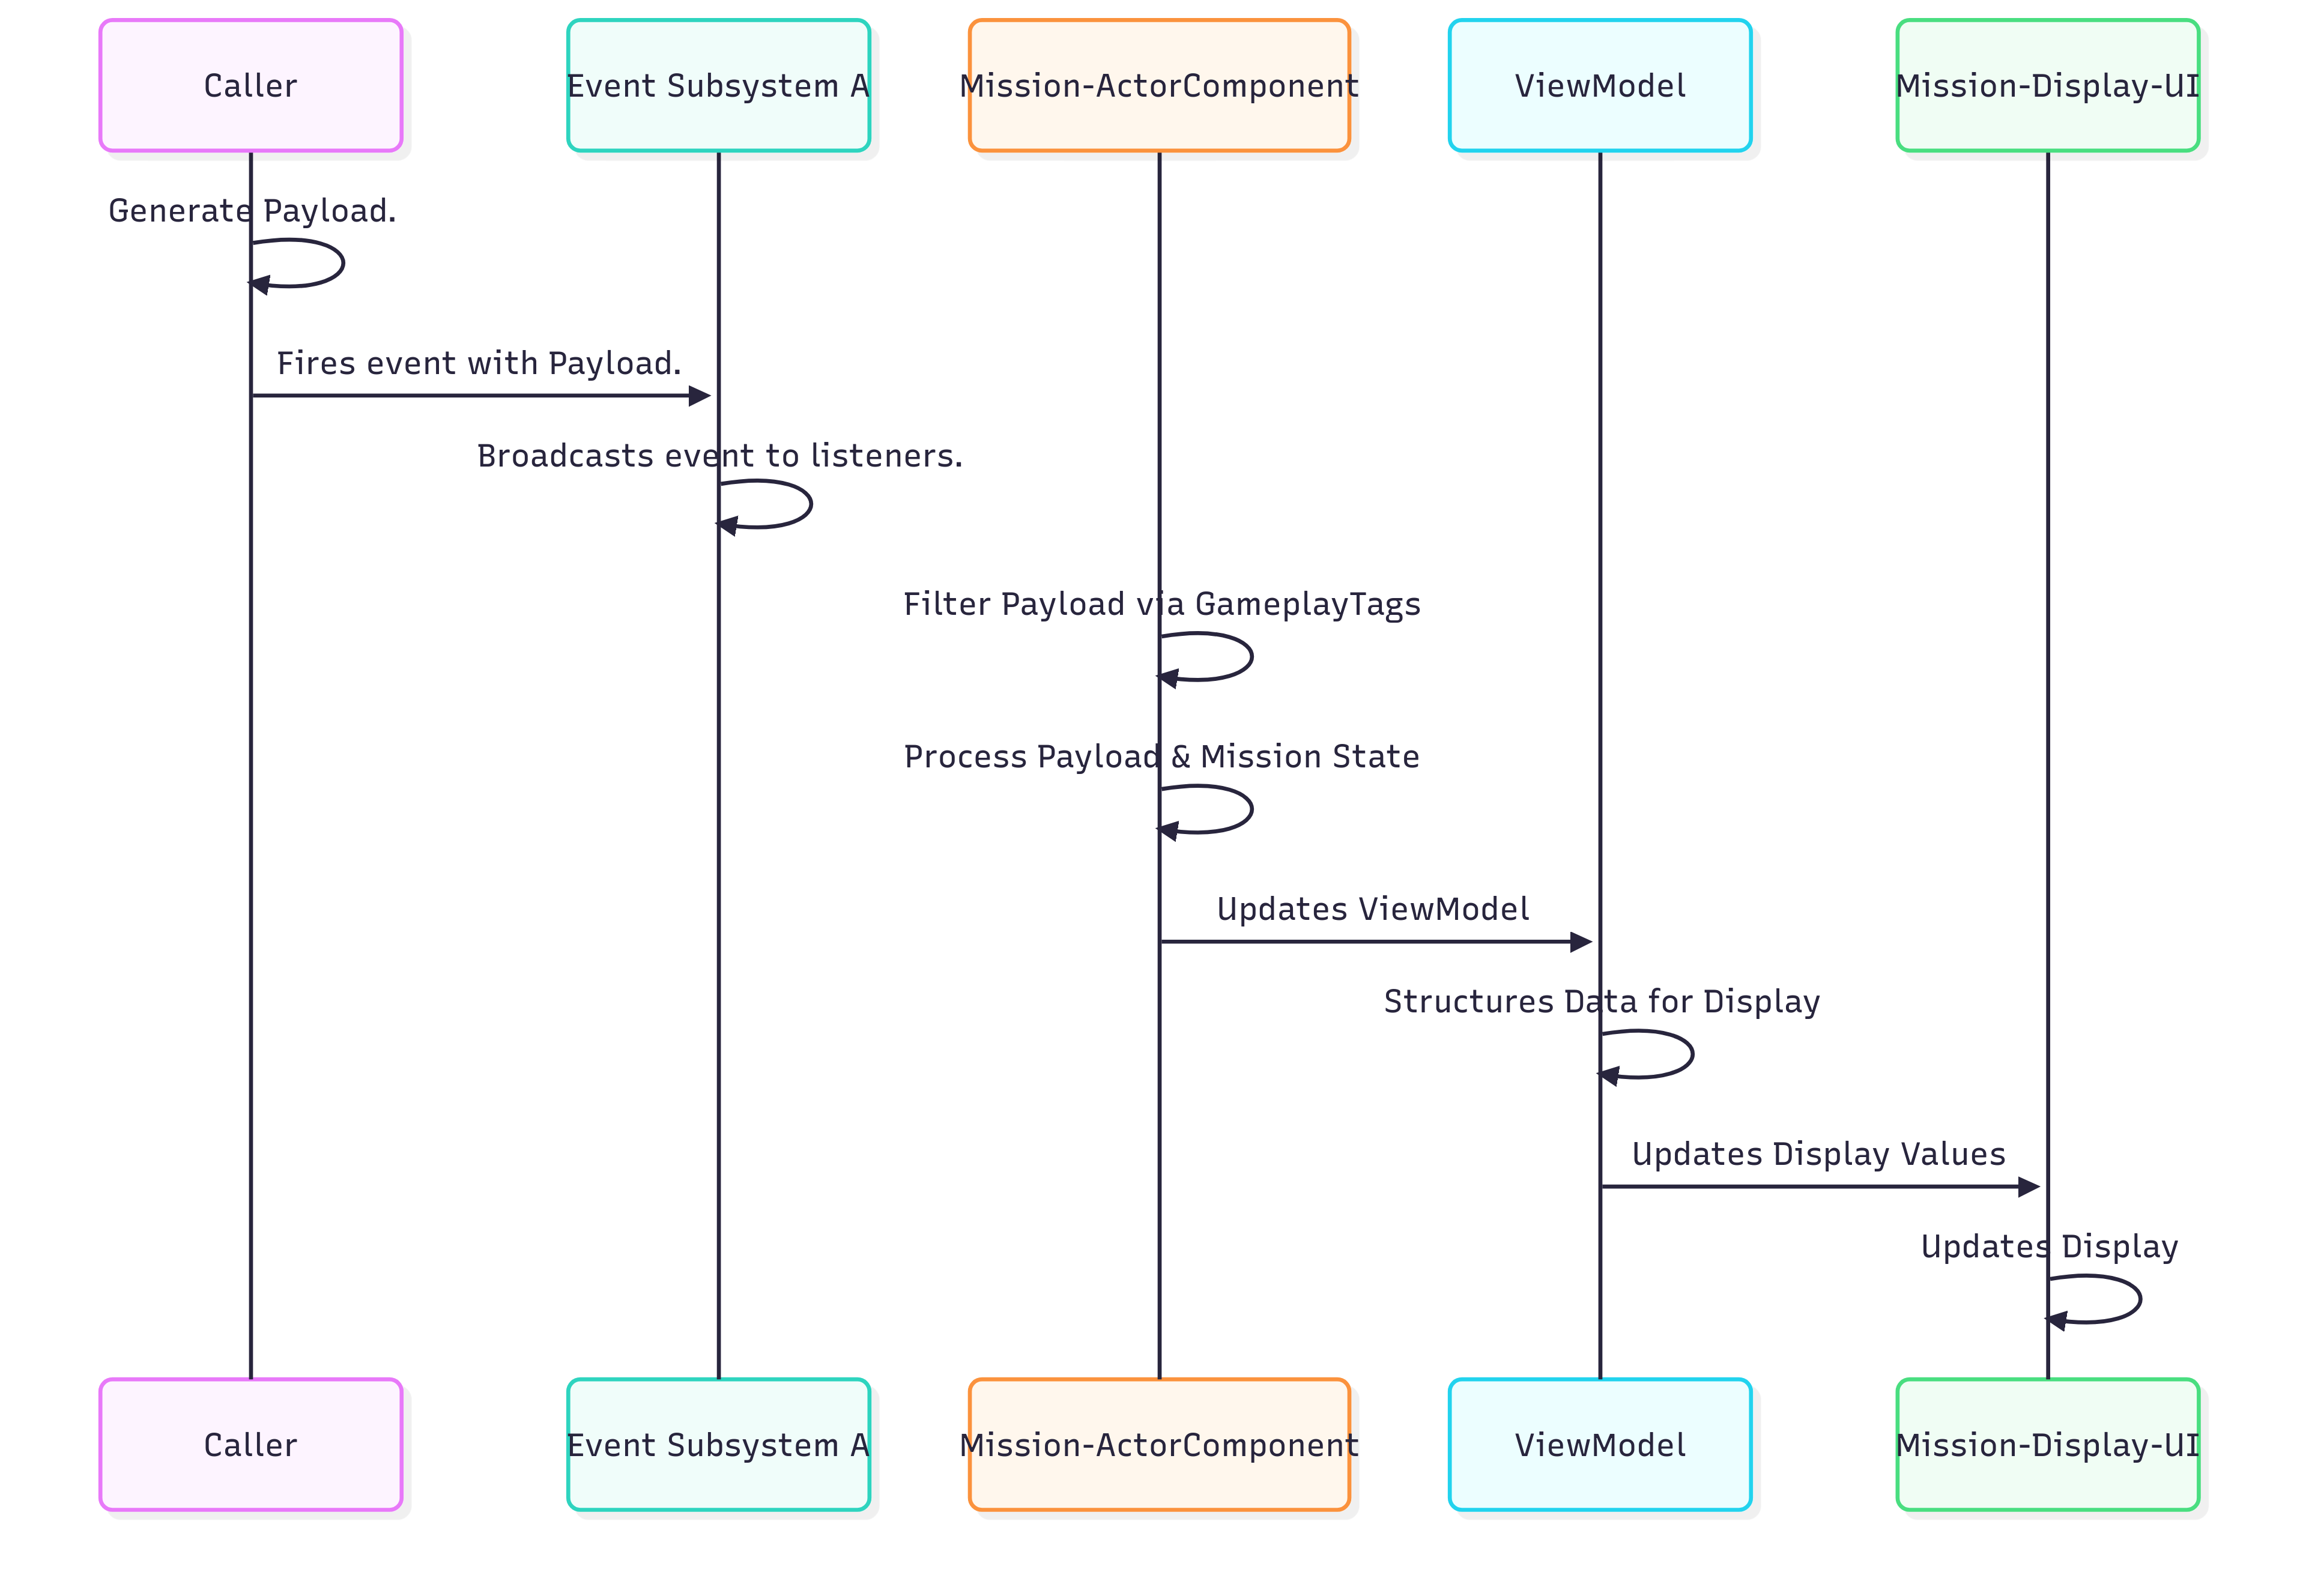 Caller
Event Subsystem A
Mission-ActorComponent
ViewModel
Mission-Display-UI
Generate Payload.
Fires event with Payload.
Broadcasts event to listeners.
Filter Payload via GameplayTags
Process Payload & Mission State
Updates ViewModel
Structures Data for Display
Updates Display Values
Updates Display
Caller
Event Subsystem A
Mission-ActorComponent
ViewModel
Mission-Display-UI